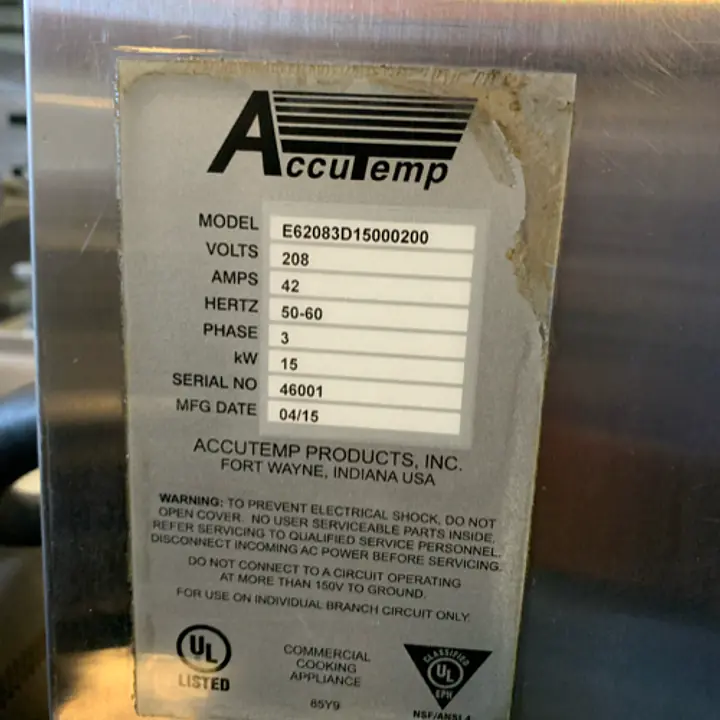 AccuTemp
MODEL E62083D15000200
VOLTS 208
AMPS 42
HERTZ 50-60
PHASE 3
kW 15
SERIAL NO 46001
MFG DATE 04/15
ACCUTEMP PRODUCTS, INC.
FORT WAYNE, INDIANA USA
WARNING: TO PREVENT ELECTRICAL SHOCK, DO NOT
OPEN COVER. NO USER SERVICEABLE PARTS INSIDE.
REFER SERVICING TO QUALIFIED SERVICE PERSONNEL.
DISCONNECT INCOMING AC POWER BEFORE SERVICING.
DO NOT CONNECT TO A CIRCUIT OPERATING
AT MORE THAN 150V TO GROUND.
FOR USE ON INDIVIDUAL BRANCH CIRCUIT ONLY.
UL
LISTED
COMMERCIAL
COOKING
APPLIANCE
65Y9
CLASSIFIED
UL
EPH
NSF/ANSI 4